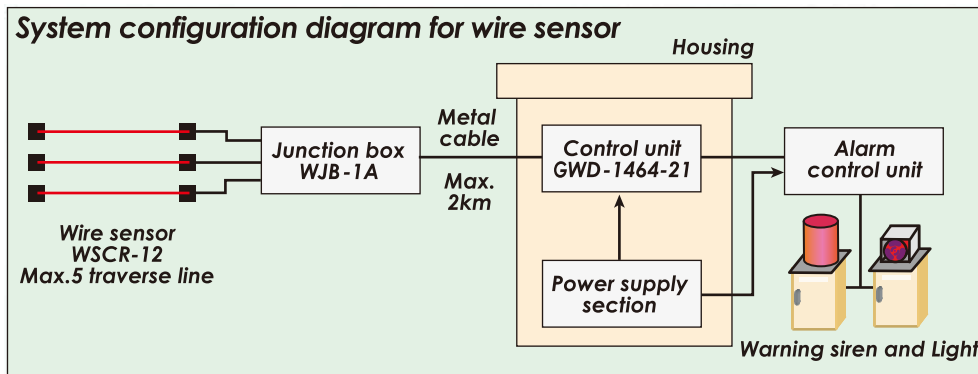 System configuration diagram for wire sensor
Housing
Metal
cable
Max.
2km
Junction box
WJB-1A
Control unit
GWD-1464-21
Alarm
control unit
Wire sensor
WSCR-12
Max.5 traverse line
Power supply
section
Warning siren and Light